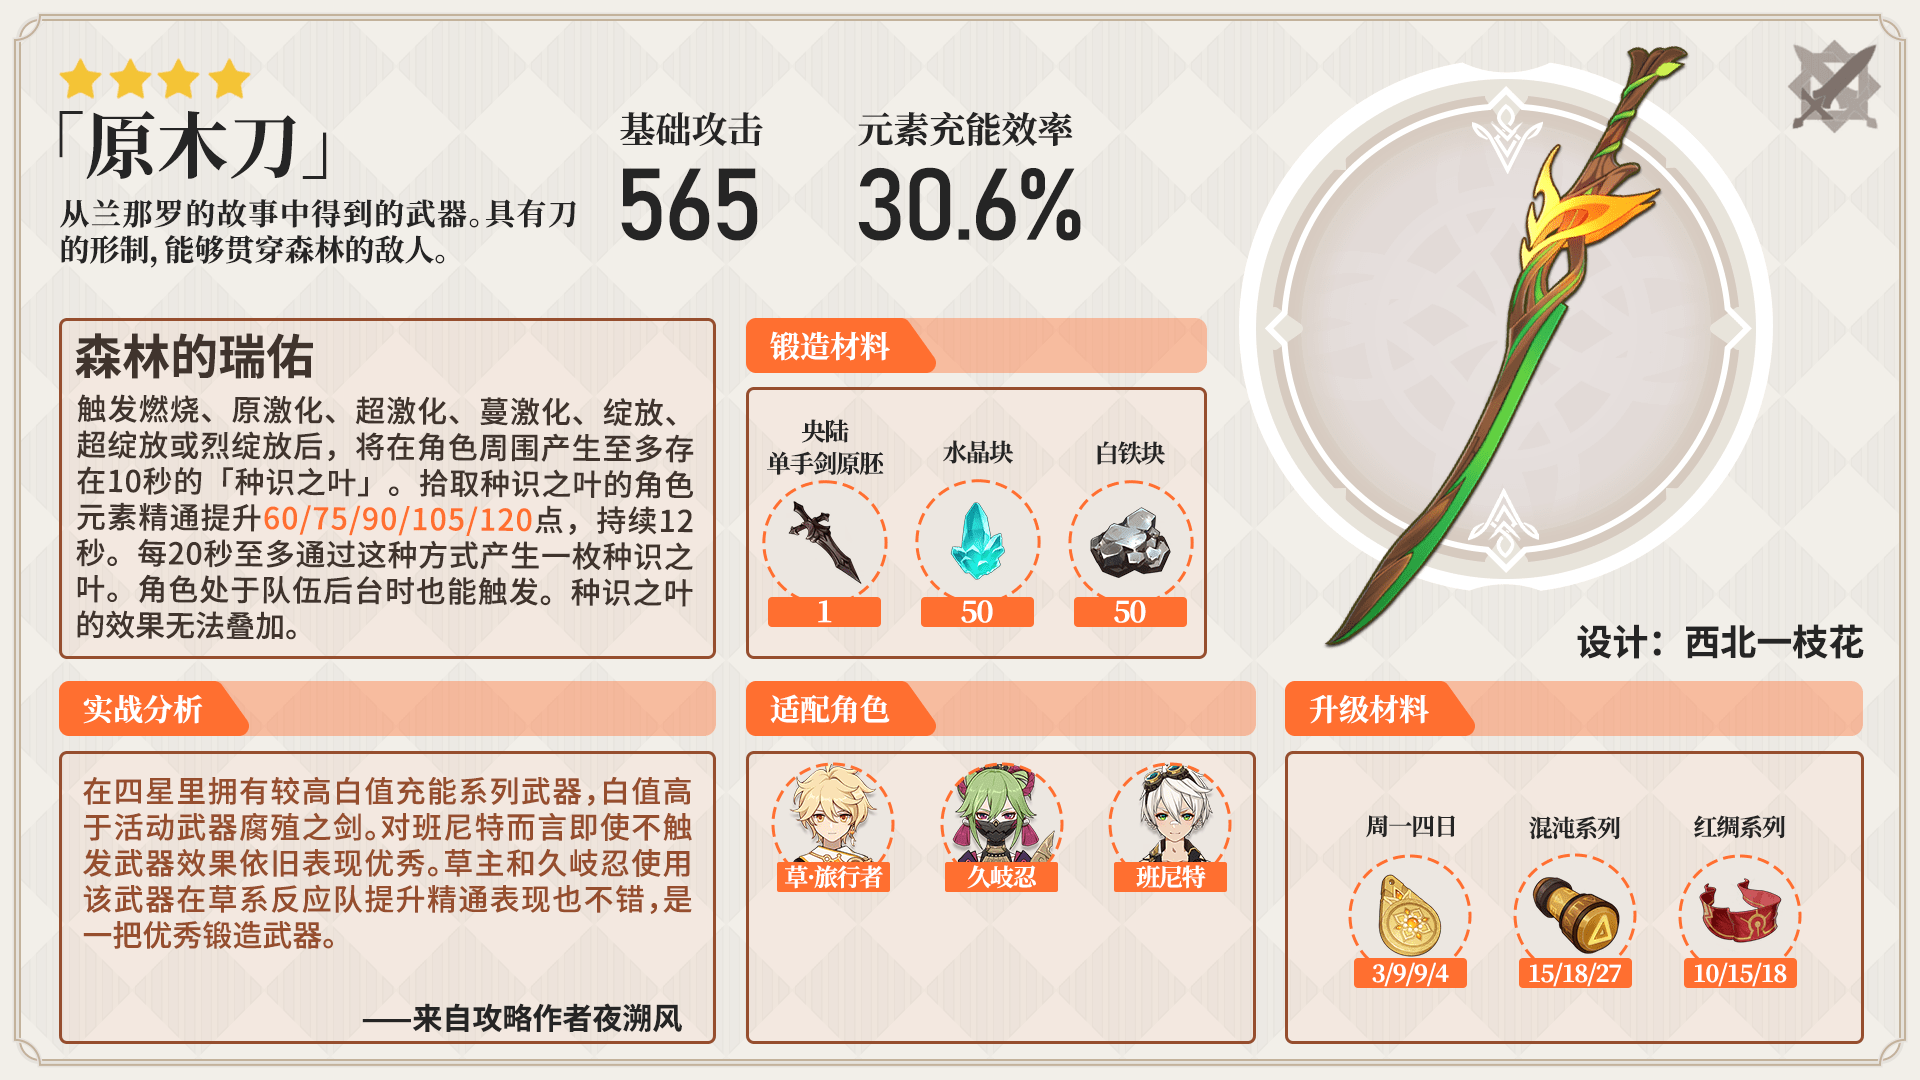 「原木刀」
从兰那罗的故事中得到的武器。具有刀
的形制，能够贯穿森林的敌人。
基础攻击
565
元素充能效率
30.6%
森林的瑞佑
触发燃烧、原激化、超激化、蔓激化、绽放、
超绽放或烈绽放后，将在角色周围产生至多存
在10秒的「种识之叶」。拾取种识之叶的角色
元素精通提升60/75/90/105/120点，持续12
秒。每20秒至多通过这种方式产生一枚种识之
叶。角色处于队伍后台时也能触发。种识之叶
的效果无法叠加。
锻造材料
央陆
单手剑原胚
1
水晶块
50
白铁块
50
设计：西北一枝花
实战分析
在四星里拥有较高白值充能系列武器，白值高
于活动武器腐殖之剑。对班尼特而言即使不触
发武器效果依旧表现优秀。草主和久岐忍使用
该武器在草系反应队提升精通表现也不错，是
一把优秀锻造武器。
——来自攻略作者夜溯风
适配角色
草·旅行者
久岐忍
班尼特
升级材料
周一四日
3/9/9/4
混沌系列
15/18/27
红绸系列
10/15/18